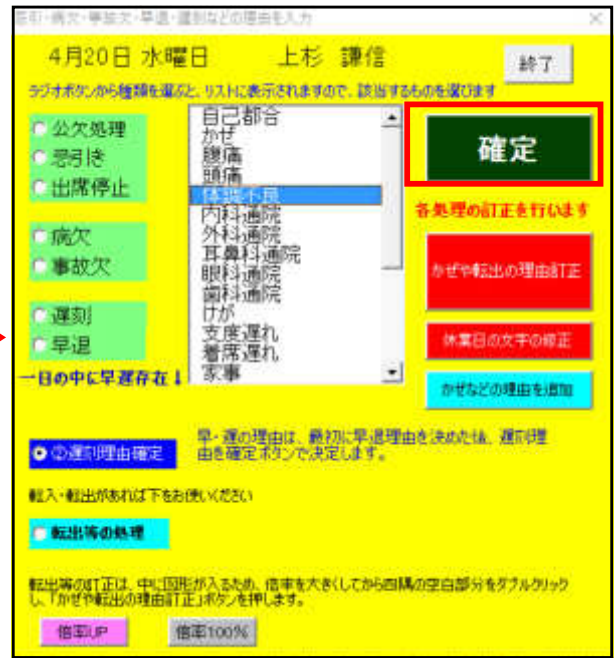 忌引・病欠・事故欠・早退・遅刻などの理由を入力
4月20日 水曜日 上杉 謙信
終了
ラジオボタンから種類を選ぶと、リストに表示されますので、該当するものを選びます
公欠処理
忌引き
出席停止
病欠
事故欠
遅刻
早退
一日の中に早遅存在↓
自己都合
かぜ
腹痛
頭痛
体調不良
内科通院
外科通院
耳鼻科通院
眼科通院
歯科通院
けが
支度遅れ
着席遅れ
家事
確定
各処理の訂正を行います
かぜや転出の理由訂正
休業日の文字の修正
かぜなどの理由を追加
②遅刻理由確定
早・遅の理由は、最初に早退理由を決めた後、遅刻理
由を確定ボタンで決定します。
転入・転出があれば下をお使いください
転出等の処理
転出等の訂正は、中に図形が入るため、倍率を大きくしてから四隅の空白部分をダブルクリック
し、「かぜや転出の理由訂正」ボタンを押します。
倍率UP
倍率100%